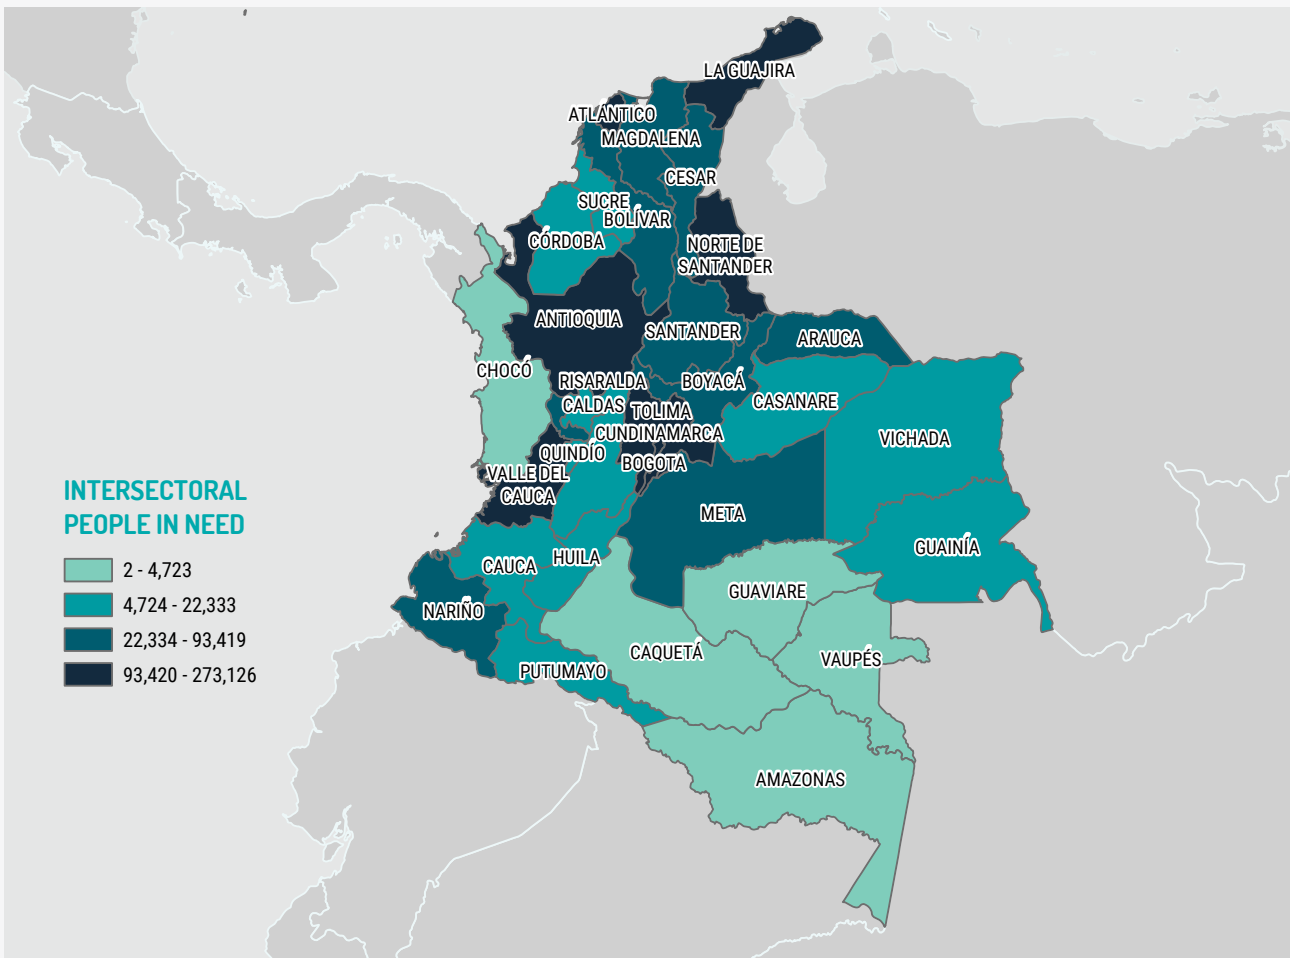 LA GUAJIRA
ATLÁNTICO
MAGDALENA
CESAR
SUCRE
BOLÍVAR
CÓRDOBA
NORTE DE
SANTANDER
ANTIOQUIA
SANTANDER
ARAUCA
CHOCÓ
RISARALDA
BOYACÁ
CALDAS
CASANARE
TOLIMA
CUNDINAMARCA
VICHADA
QUINDÍO
BOGOTA
VALLE DEL
CAUCA
META
INTERSECTORAL
PEOPLE IN NEED
2 - 4,723
4,724 - 22,333
22,334 - 93,419
93,420 - 273,126
GUAINÍA
HUILA
CAUCA
GUAVIARE
NARIÑO
CAQUETÁ
VAUPÉS
PUTUMAYO
AMAZONAS